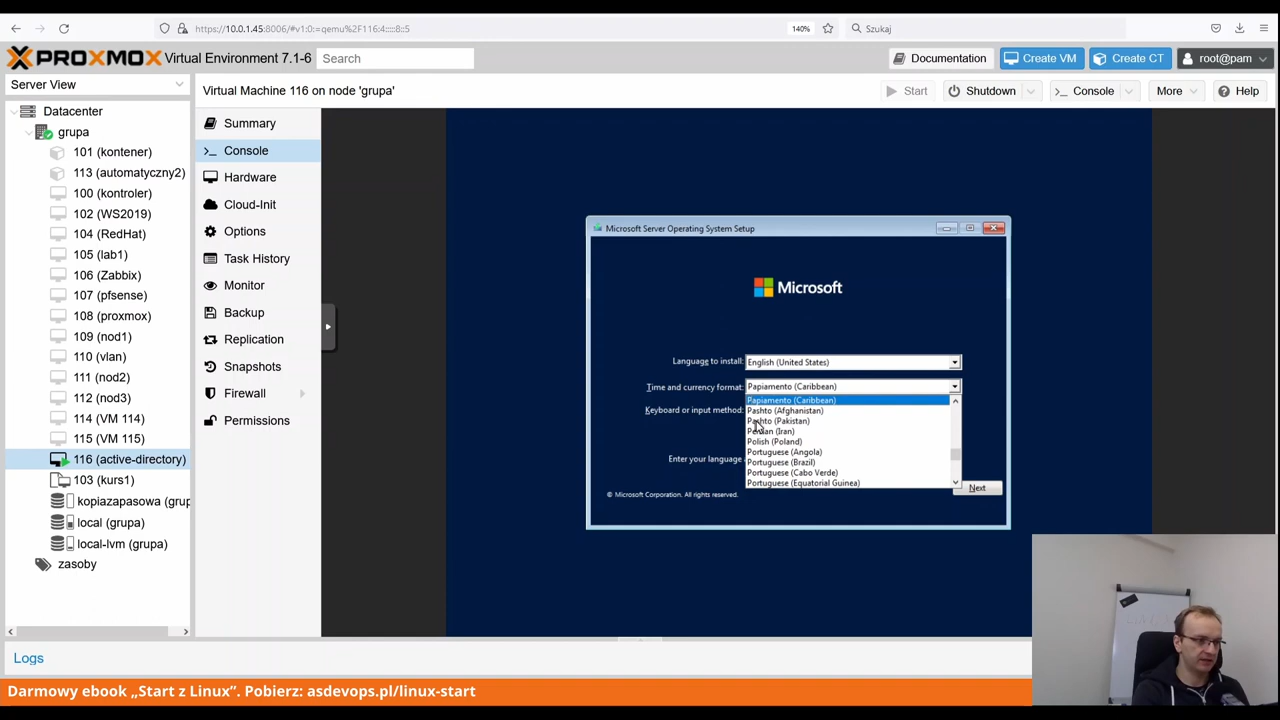 https://10.0.1.45:8006/#v1:0:=qemu%2F116:4:::::8::5
140%
Szukaj
PROXMOX Virtual Environment 7.1-6
Search
Documentation
Create VM
Create CT
root@pam
Server View
Virtual Machine 116 on node 'grupa'
Start
Shutdown
Console
More
Help
Datacenter
grupa
101 (kontener)
113 (automatyczny2)
100 (kontroler)
102 (WS2019)
104 (RedHat)
105 (lab1)
106 (Zabbix)
107 (pfsense)
108 (proxmox)
109 (nod1)
110 (vlan)
111 (nod2)
112 (nod3)
114 (VM 114)
115 (VM 115)
116 (active-directory)
103 (kurs1)
kopiazapasowa (grup
local (grupa)
local-lvm (grupa)
zasoby
Summary
Console
Hardware
Cloud-Init
Options
Task History
Monitor
Backup
Replication
Snapshots
Firewall
Permissions
Microsoft Server Operating System Setup
Microsoft
Language to install: English (United States)
Time and currency format: Papiamento (Caribbean)
Keyboard or input method:
Papiamento (Caribbean)
Pashto (Afghanistan)
Pashto (Pakistan)
Persian (Iran)
Polish (Poland)
Portuguese (Angola)
Portuguese (Brazil)
Portuguese (Cabo Verde)
Portuguese (Equatorial Guinea)
Enter your language
© Microsoft Corporation. All rights reserved.
Next
Logs
Darmowy ebook „Start z Linux”. Pobierz: asdevops.pl/linux-start